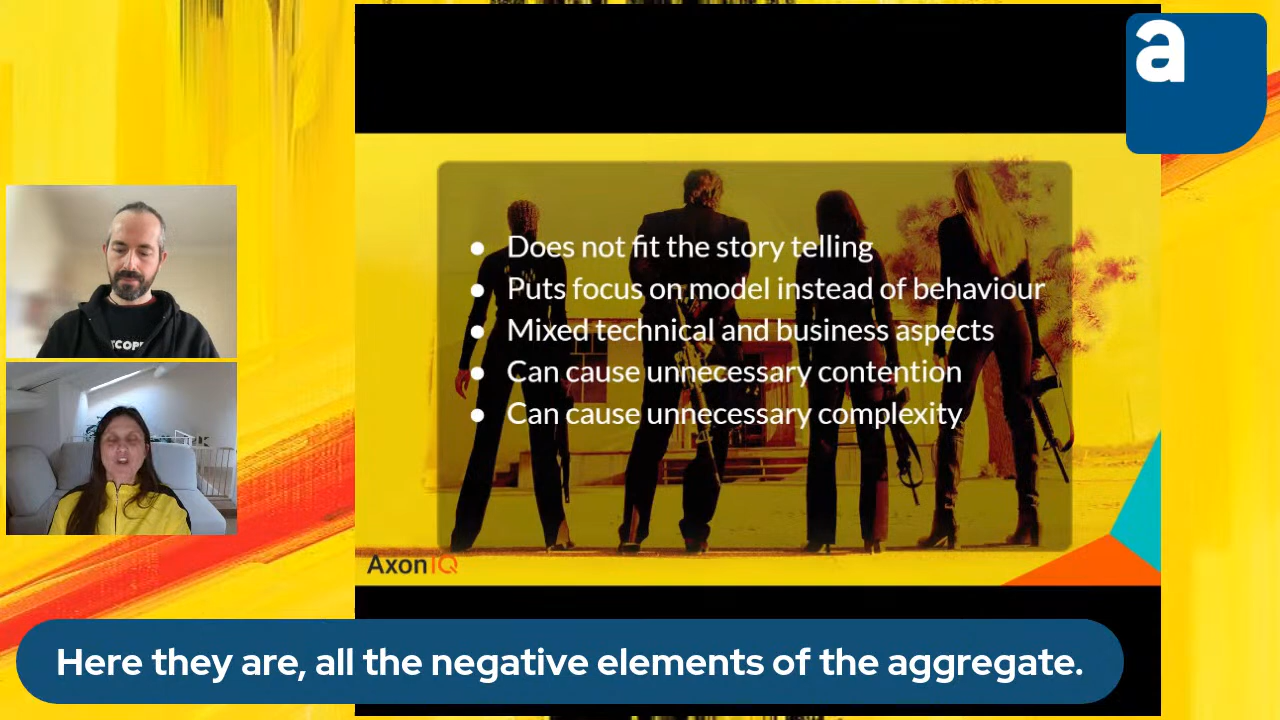 a
Does not fit the story telling
Puts focus on model instead of behaviour
Mixed technical and business aspects
Can cause unnecessary contention
Can cause unnecessary complexity
AxonIQ
Here they are, all the negative elements of the aggregate.